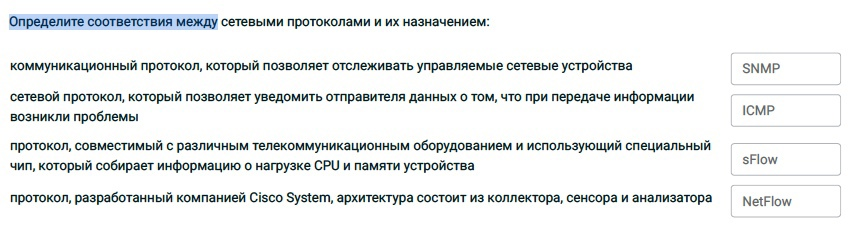 Определите соответствия между сетевыми протоколами и их назначением:
коммуникационный протокол, который позволяет отслеживать управляемые сетевые устройства
SNMP
сетевой протокол, который позволяет уведомить отправителя данных о том, что при передаче информации
возникли проблемы
ICMP
протокол, совместимый с различным телекоммуникационным оборудованием и использующий специальный
чип, который собирает информацию о нагрузке CPU и памяти устройства
sFlow
протокол, разработанный компанией Cisco System, архитектура состоит из коллектора, сенсора и анализатора
NetFlow